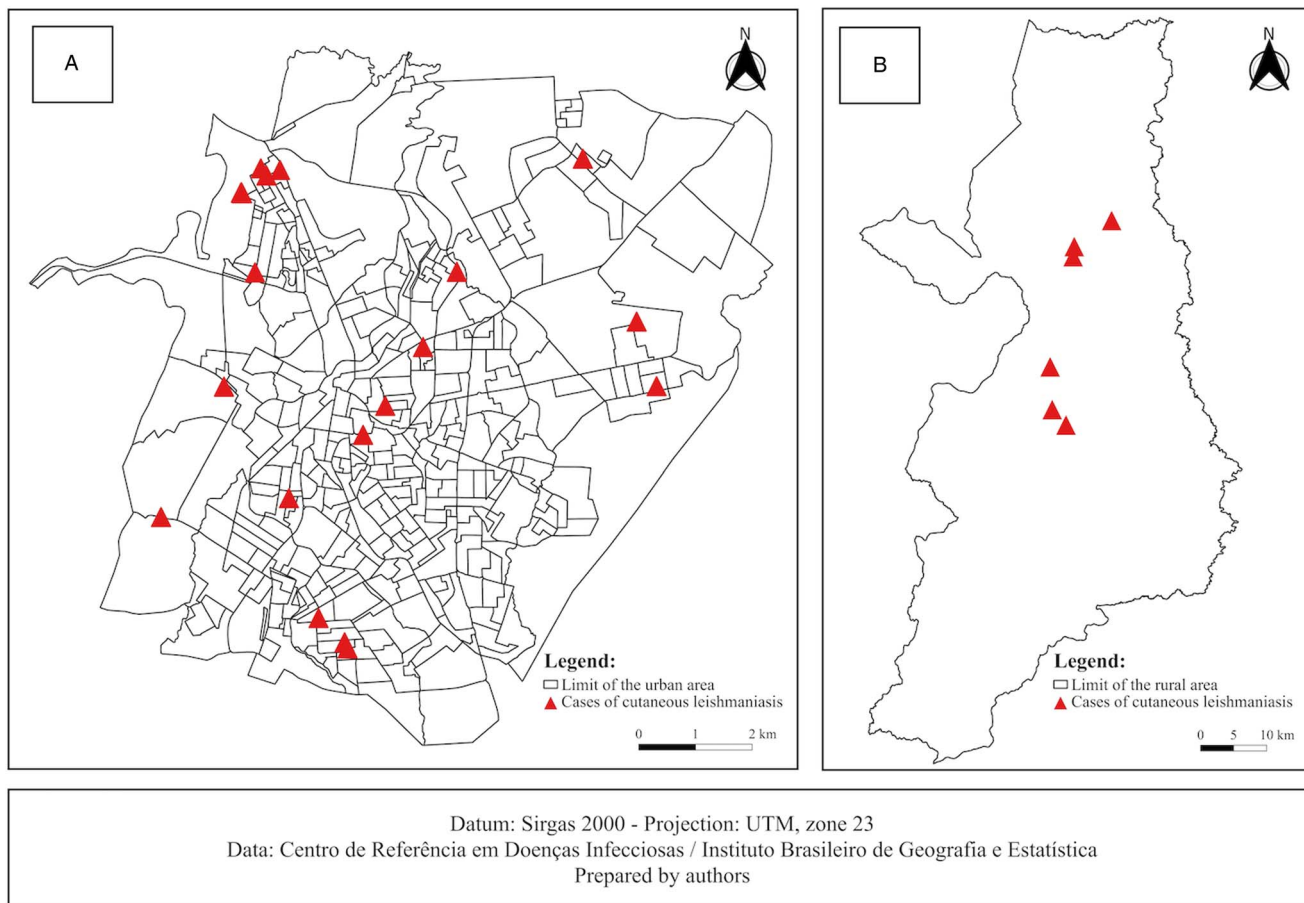 A
N
Legend:
Limit of the urban area
Cases of cutaneous leishmaniasis
0 1 2 km
B
N
Legend:
Limit of the rural area
Cases of cutaneous leishmaniasis
0 5 10 km
Datum: Sirgas 2000 - Projection: UTM, zone 23
Data: Centro de Referência em Doenças Infecciosas / Instituto Brasileiro de Geografia e Estatística
Prepared by authors